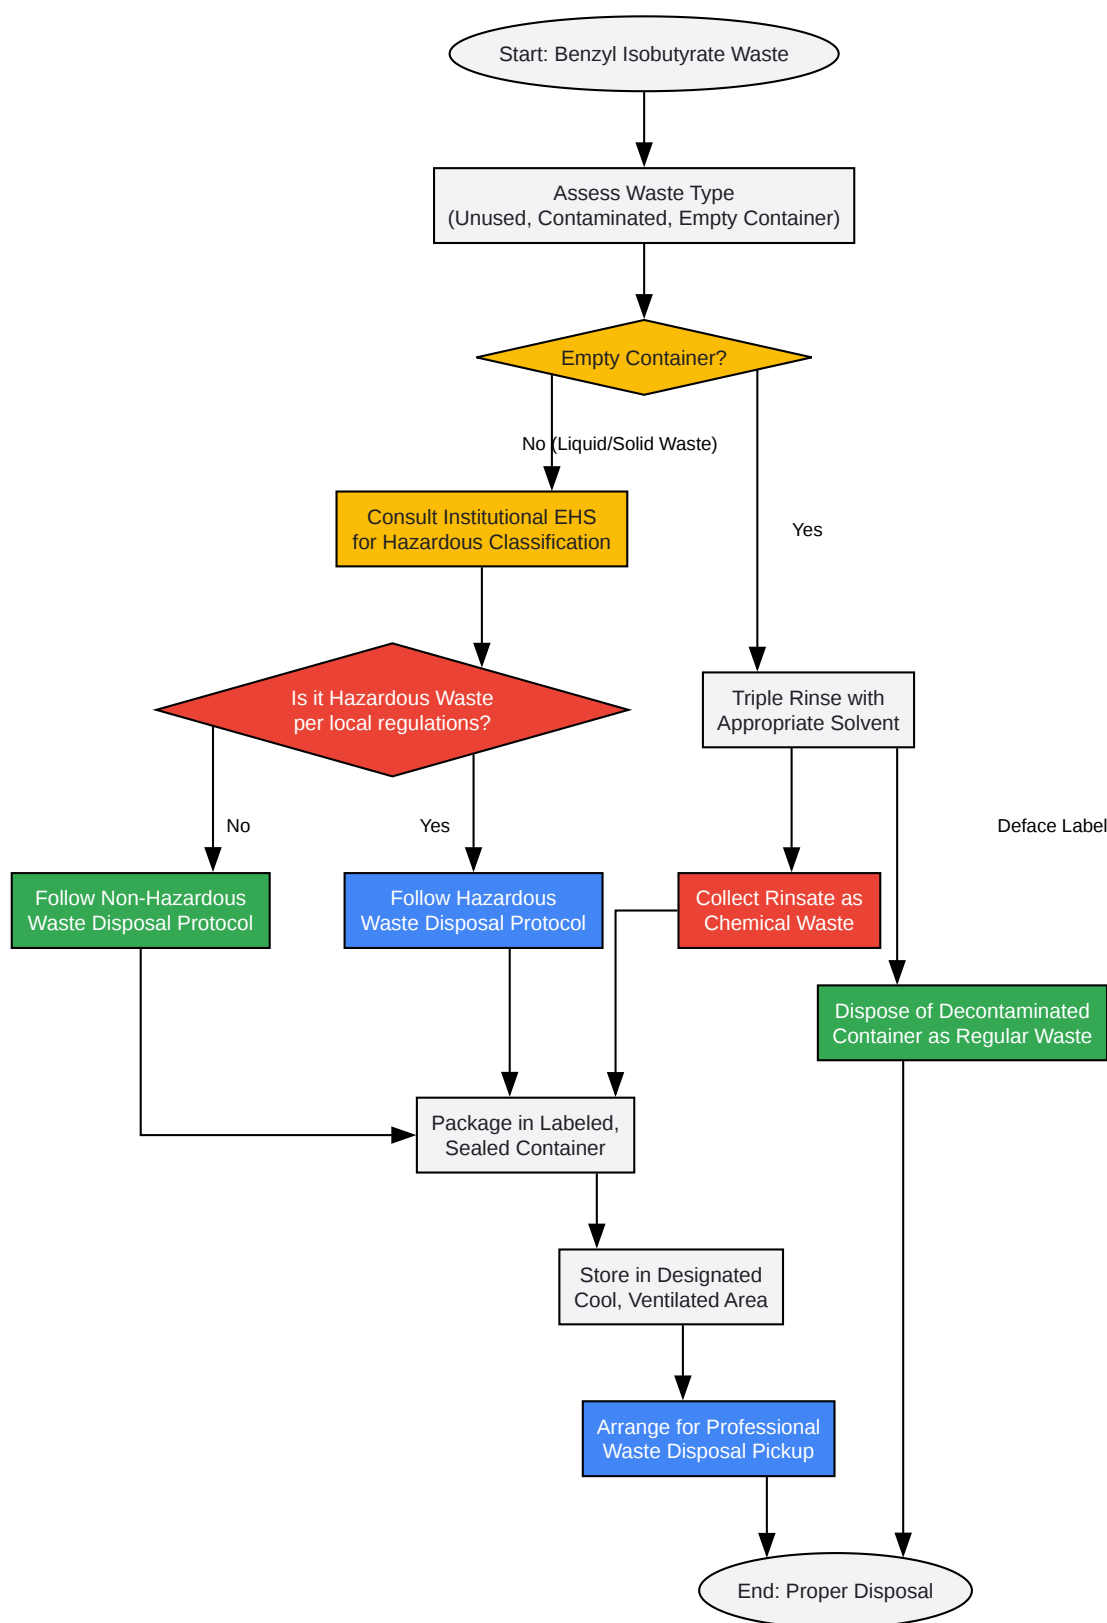 Start: Benzyl Isobutyrate Waste
Assess Waste Type
(Unused, Contaminated, Empty Container)
Empty Container?
No (Liquid/Solid Waste)
Consult Institutional EHS
for Hazardous Classification
Yes
Is it Hazardous Waste
per local regulations?
Triple Rinse with
Appropriate Solvent
No
Yes
Deface Label
Follow Non-Hazardous
Waste Disposal Protocol
Follow Hazardous
Waste Disposal Protocol
Collect Rinsate as
Chemical Waste
Dispose of Decontaminated
Container as Regular Waste
Package in Labeled,
Sealed Container
Store in Designated
Cool, Ventilated Area
Arrange for Professional
Waste Disposal Pickup
End: Proper Disposal